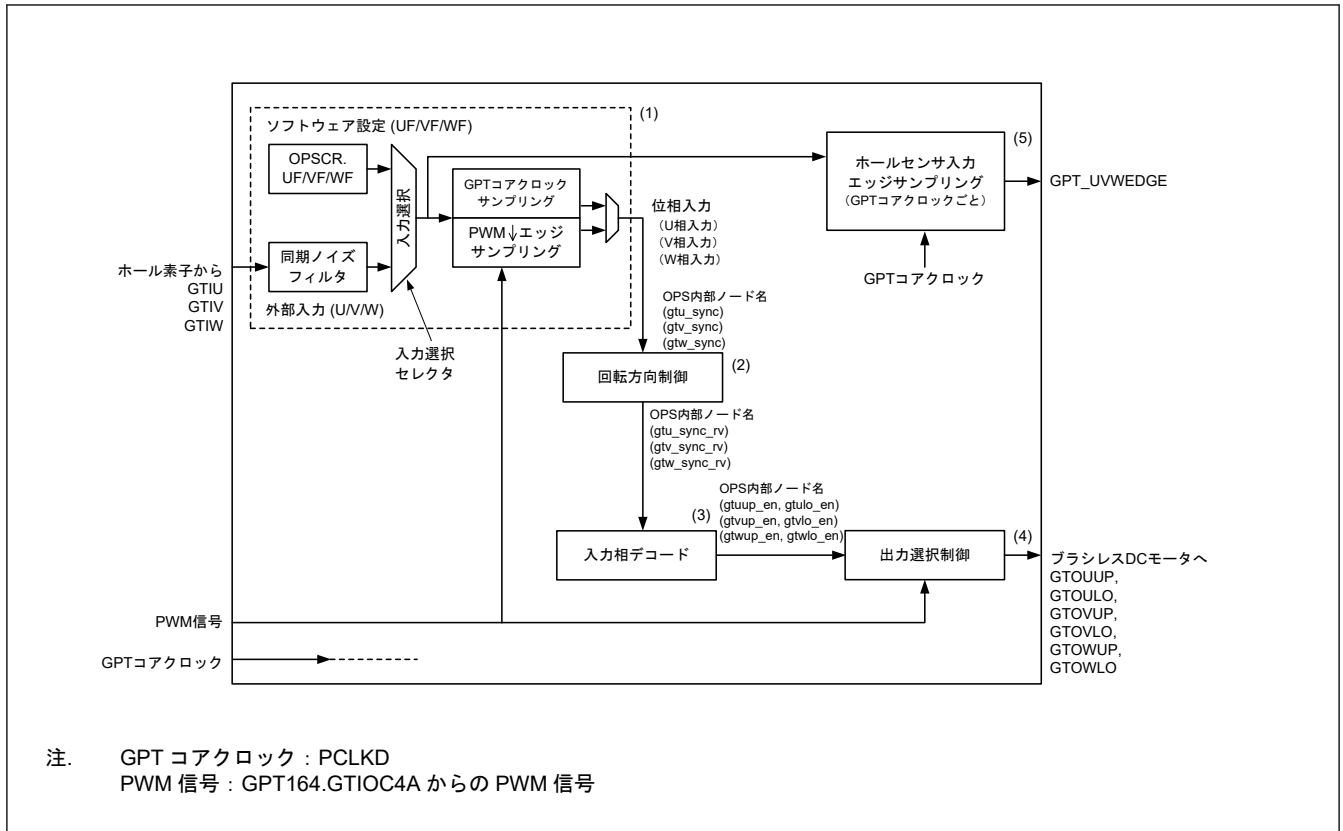 ソフトウェア設定 (UF/VF/WF)
(1)
OPSCR.
UF/VF/WF
同期ノイズ
フィルタ
外部入力 (U/V/W)
入力選択
GPTコアクロック
サンプリング
PWM↓エッジ
サンプリング
ホール素子から
GTIU
GTIV
GTIW
入力選択
セレクタ
位相入力
(U相入力)
(V相入力)
(W相入力)
(5)
ホールセンサ入力
エッジサンプリング
(GPTコアクロックごと)
GPT_UVWEDGE
GPTコアクロック
OPS内部ノード名
(gtu_sync)
(gtv_sync)
(gtw_sync)
回転方向制御
(2)
OPS内部ノード名
(gtu_sync_rv)
(gtv_sync_rv)
(gtw_sync_rv)
OPS内部ノード名
(gtuup_en, gtulo_en)
(gtvup_en, gtvlo_en)
(gtwup_en, gtwlo_en)
(3)
入力相デコード
出力選択制御
(4)
ブラシレスDCモータへ
GTOUUP,
GTOULO,
GTOVUP,
GTOVLO,
GTOWUP,
GTOWLO
PWM信号
GPTコアクロック
注. GPT コアクロック : PCLKD
PWM 信号 : GPT164.GTIOC4A からの PWM 信号